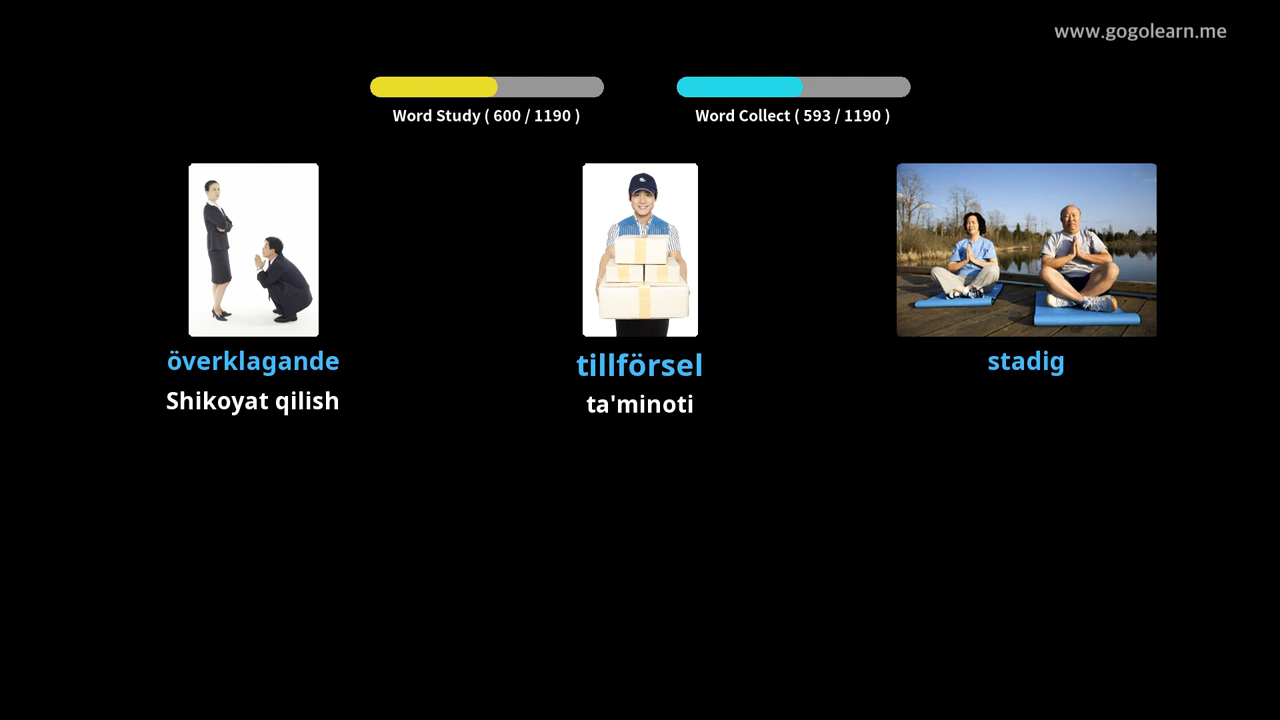 www.gogolearn.me
Word Study ( 600 / 1190 )
Word Collect ( 593 / 1190 )
överklagande
tillförsel
stadig
Shikoyat qilish
ta'minoti